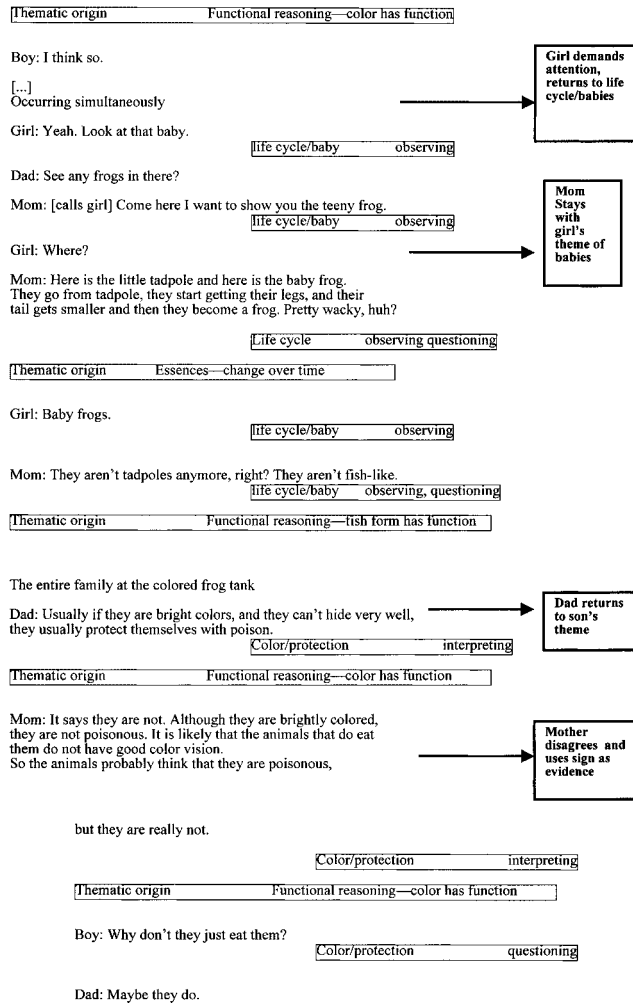 Thematic origin Functional reasoning—color has function
Boy: I think so.
[...]
Occurring simultaneously
Girl demands
attention,
returns to life
cycle/babies
Girl: Yeah. Look at that baby.
life cycle/baby observing
Dad: See any frogs in there?
Mom: [calls girl] Come here I want to show you the teeny frog.
life cycle/baby observing
Mom
Stays
with
girl's
theme of
babies
Girl: Where?
Mom: Here is the little tadpole and here is the baby frog.
They go from tadpole, they start getting their legs, and their
tail gets smaller and then they become a frog. Pretty wacky, huh?
Life cycle observing questioning
Thematic origin Essences—change over time
Girl: Baby frogs.
life cycle/baby observing
Mom: They aren't tadpoles anymore, right? They aren't fish-like.
life cycle/baby observing, questioning
Thematic origin Functional reasoning—fish form has function
The entire family at the colored frog tank
Dad: Usually if they are bright colors, and they can't hide very well,
they usually protect themselves with poison.
Dad returns
to son's
theme
Color/protection interpreting
Thematic origin Functional reasoning—color has function
Mom: It says they are not. Although they are brightly colored,
they are not poisonous. It is likely that the animals that do eat
them do not have good color vision.
So the animals probably think that they are poisonous,
Mother
disagrees and
uses sign as
evidence
but they are really not.
Color/protection interpreting
Thematic origin Functional reasoning—color has function
Boy: Why don't they just eat them?
Color/protection questioning
Dad: Maybe they do.